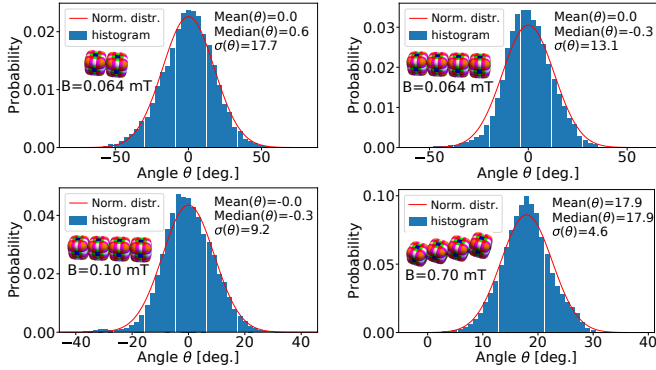 Norm. distr.
histogram
Mean(θ)=0.0
Median(θ)=0.6
σ(θ)=17.7
B=0.064 mT
Probability
0.00
0.01
0.02
−50
0
50
Angle θ [deg.]
Norm. distr.
histogram
Mean(θ)=0.0
Median(θ)=-0.3
σ(θ)=13.1
B=0.064 mT
Probability
0.00
0.01
0.02
0.03
−50
0
50
Angle θ [deg.]
Norm. distr.
histogram
Mean(θ)=-0.0
Median(θ)=-0.3
σ(θ)=9.2
B=0.10 mT
Probability
0.00
0.02
0.04
−40
−20
0
20
40
Angle θ [deg.]
Norm. distr.
histogram
Mean(θ)=17.9
Median(θ)=17.9
σ(θ)=4.6
B=0.70 mT
Probability
0.00
0.05
0.10
0
10
20
30
40
Angle θ [deg.]